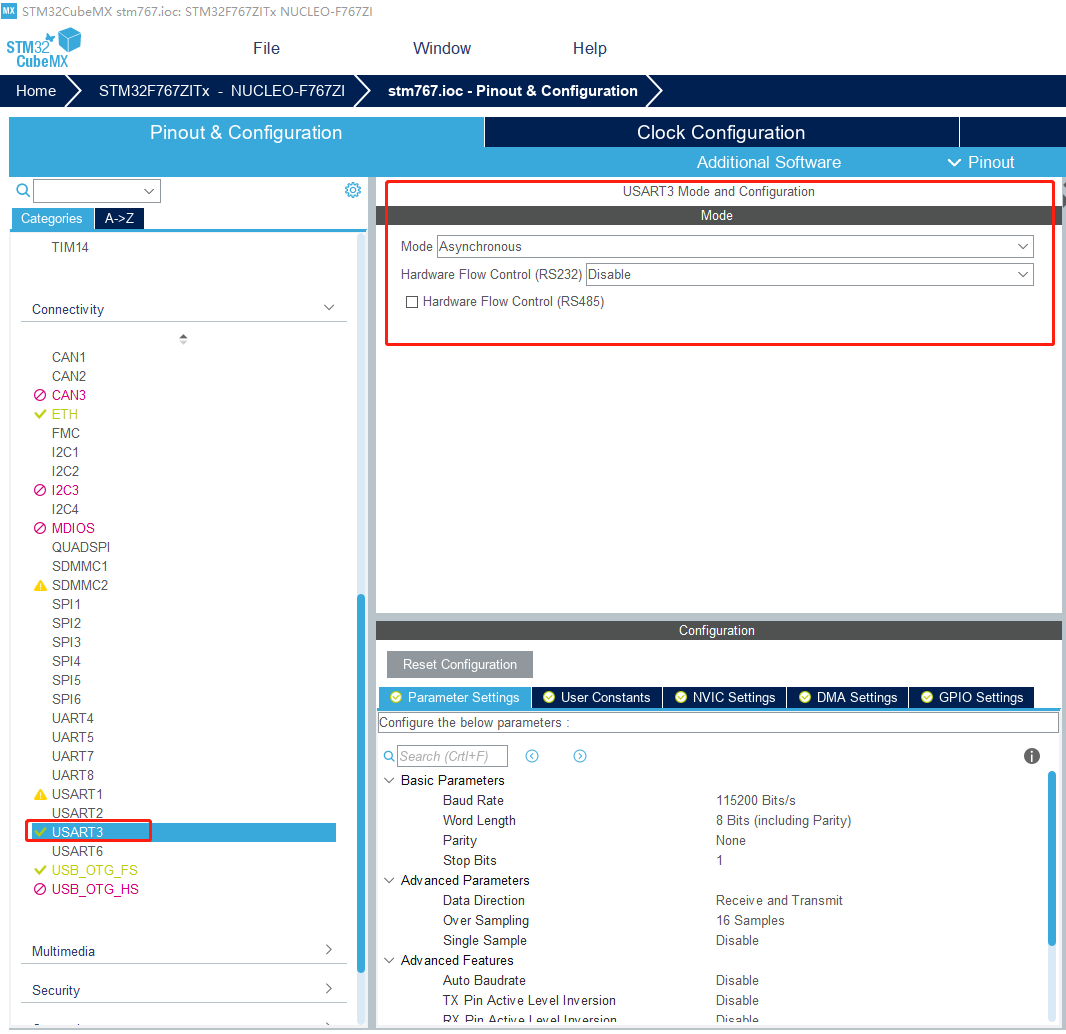 MX STM32CubeMX stm767.ioc: STM32F767ZITx NUCLEO-F767ZI
STM32
CubeMX
File Window Help
Home STM32F767ZITx - NUCLEO-F767ZI stm767.ioc - Pinout & Configuration
Pinout & Configuration Clock Configuration
Additional Software Pinout
Categories A->Z
TIM14
Connectivity
CAN1
CAN2
CAN3
ETH
FMC
I2C1
I2C2
I2C3
I2C4
MDIOS
QUADSPI
SDMMC1
SDMMC2
SPI1
SPI2
SPI3
SPI4
SPI5
SPI6
UART4
UART5
UART7
UART8
USART1
USART2
USART3
USART6
USB_OTG_FS
USB_OTG_HS
Multimedia
Security
USART3 Mode and Configuration
Mode
Mode Asynchronous
Hardware Flow Control (RS232) Disable
Hardware Flow Control (RS485)
Configuration
Reset Configuration
Parameter Settings User Constants NVIC Settings DMA Settings GPIO Settings
Configure the below parameters :
Search (CrtI+F)
Basic Parameters
Baud Rate 115200 Bits/s
Word Length 8 Bits (including Parity)
Parity None
Stop Bits 1
Advanced Parameters
Data Direction Receive and Transmit
Over Sampling 16 Samples
Single Sample Disable
Advanced Features
Auto Baudrate Disable
TX Pin Active Level Inversion Disable
RX Pin Active Level Inversion Disable